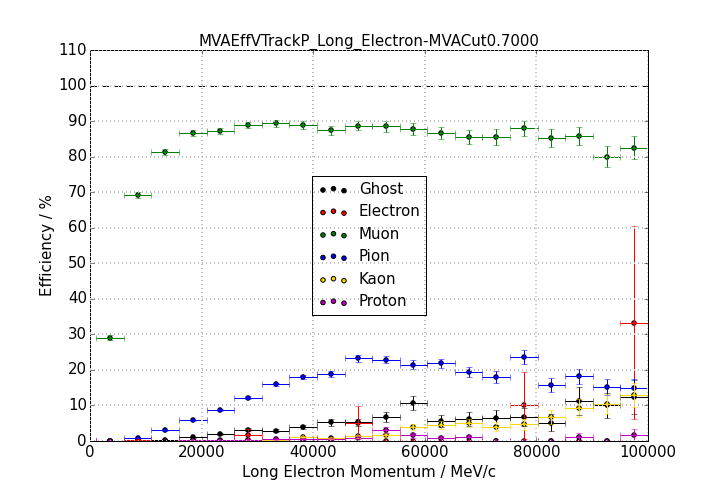 MVAEffVTrackP_Long_Electron-MVACut0.7000
110
100
90
80
70
60
50
40
30
20
10
0
Efficiency / %
Ghost
Electron
Muon
Pion
Kaon
Proton
0 20000 40000 60000 80000 100000
Long Electron Momentum / MeV/c